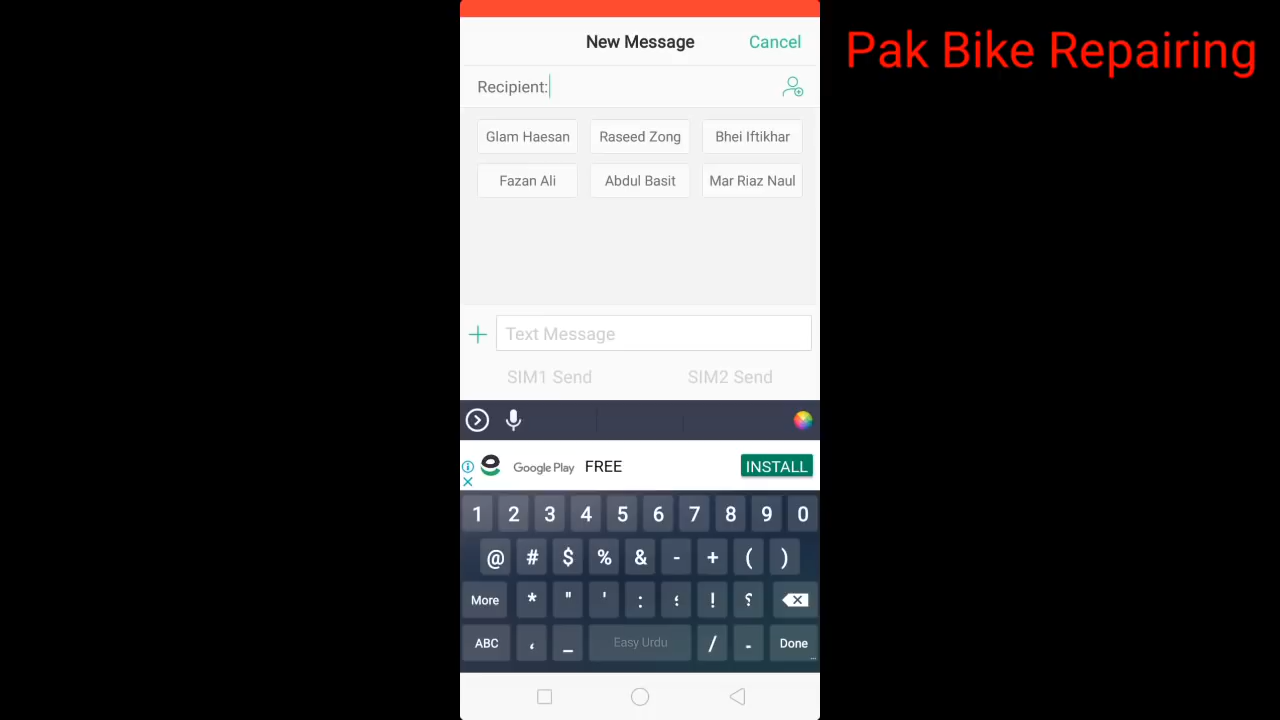 Pak Bike Repairing
New Message Cancel
Recipient:
Glam Haesan Raseed Zong Bhei Iftikhar
Fazan Ali Abdul Basit Mar Riaz Naul
Text Message
SIM1 Send SIM2 Send
Google Play FREE INSTALL
1 2 3 4 5 6 7 8 9 0
@ # $ % & - + ( )
More * " ' : ؛ ! ؟
ABC ، _ Easy Urdu / - Done